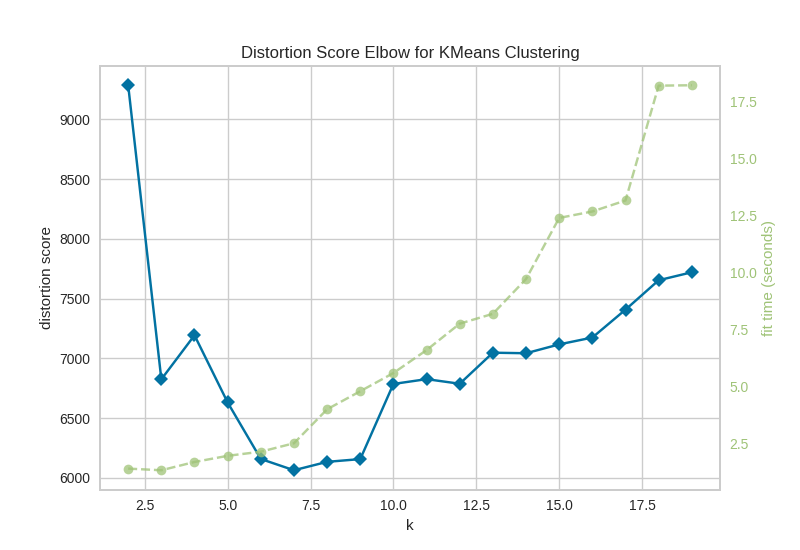 Distortion Score Elbow for KMeans Clustering
distortion score
9000
8500
8000
7500
7000
6500
6000
17.5
15.0
12.5
10.0
7.5
5.0
2.5
fit time (seconds)
2.5 5.0 7.5 10.0 12.5 15.0 17.5
k